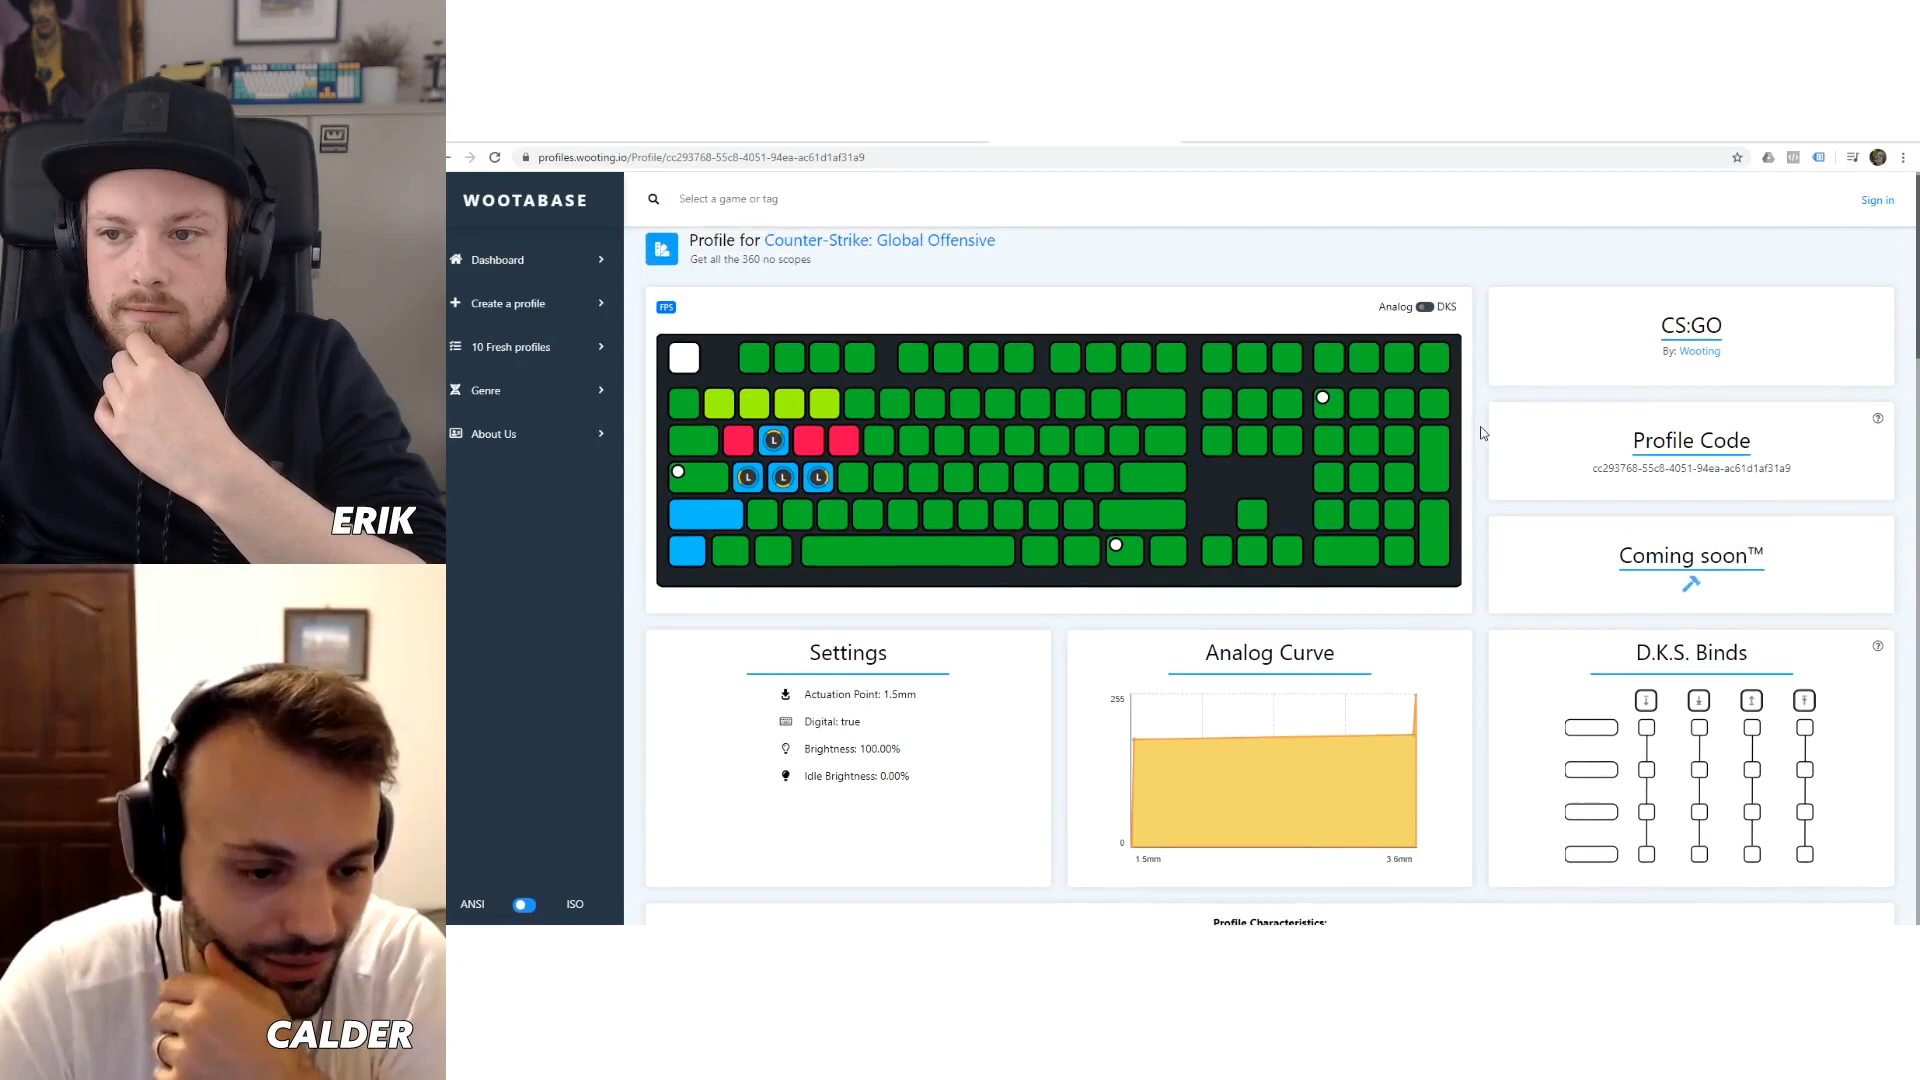 ERIK
CALDER
profiles.wooting.io/Profile/cc293768-55c8-4051-94ea-ac61d1af31a9
WOOTABASE
Select a game or tag
Sign in
Dashboard
Create a profile
10 Fresh profiles
Genre
About Us
ANSI
ISO
Profile for Counter-Strike: Global Offensive
Get all the 360 no scopes
FPS
Analog DKS
L
L L L
CS:GO
By: Wooting
Profile Code
cc293768-55c8-4051-94ea-ac61d1af31a9
Coming soon™
Settings
Actuation Point: 1.5mm
Digital: true
Brightness: 100.00%
Idle Brightness: 0.00%
Analog Curve
255
0
1.5mm 3.6mm
D.K.S. Binds
Profile Characteristics: